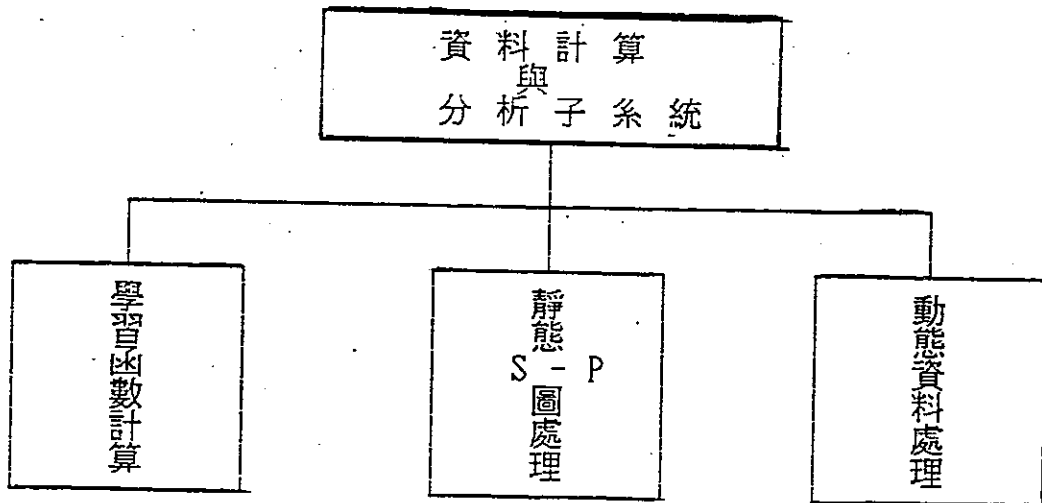 資料計算
與
分析子系統
學習函數計算
靜態
S-P
圖處理
動態資料處理